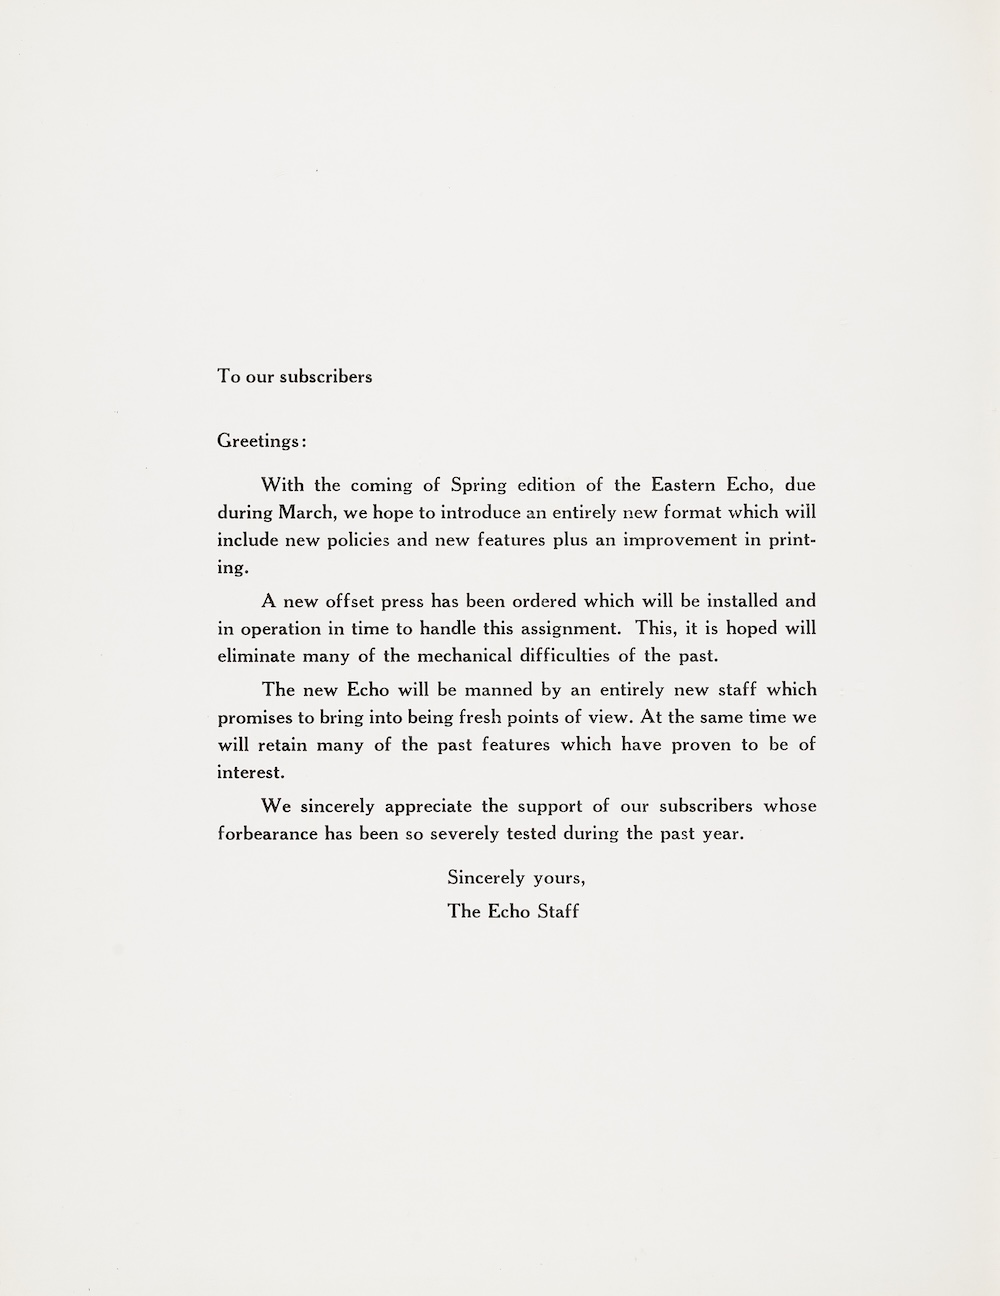 To our subscribers
Greetings:
With the coming of Spring edition of the Eastern Echo, due
during March, we hope to introduce an entirely new format which will
include new policies and new features plus an improvement in print-
ing.
A new offset press has been ordered which will be installed and
in operation in time to handle this assignment. This, it is hoped will
eliminate many of the mechanical difficulties of the past.
The new Echo will be manned by an entirely new staff which
promises to bring into being fresh points of view. At the same time we
will retain many of the past features which have proven to be of
interest.
We sincerely appreciate the support of our subscribers whose
forbearance has been so severely tested during the past year.
Sincerely yours,
The Echo Staff